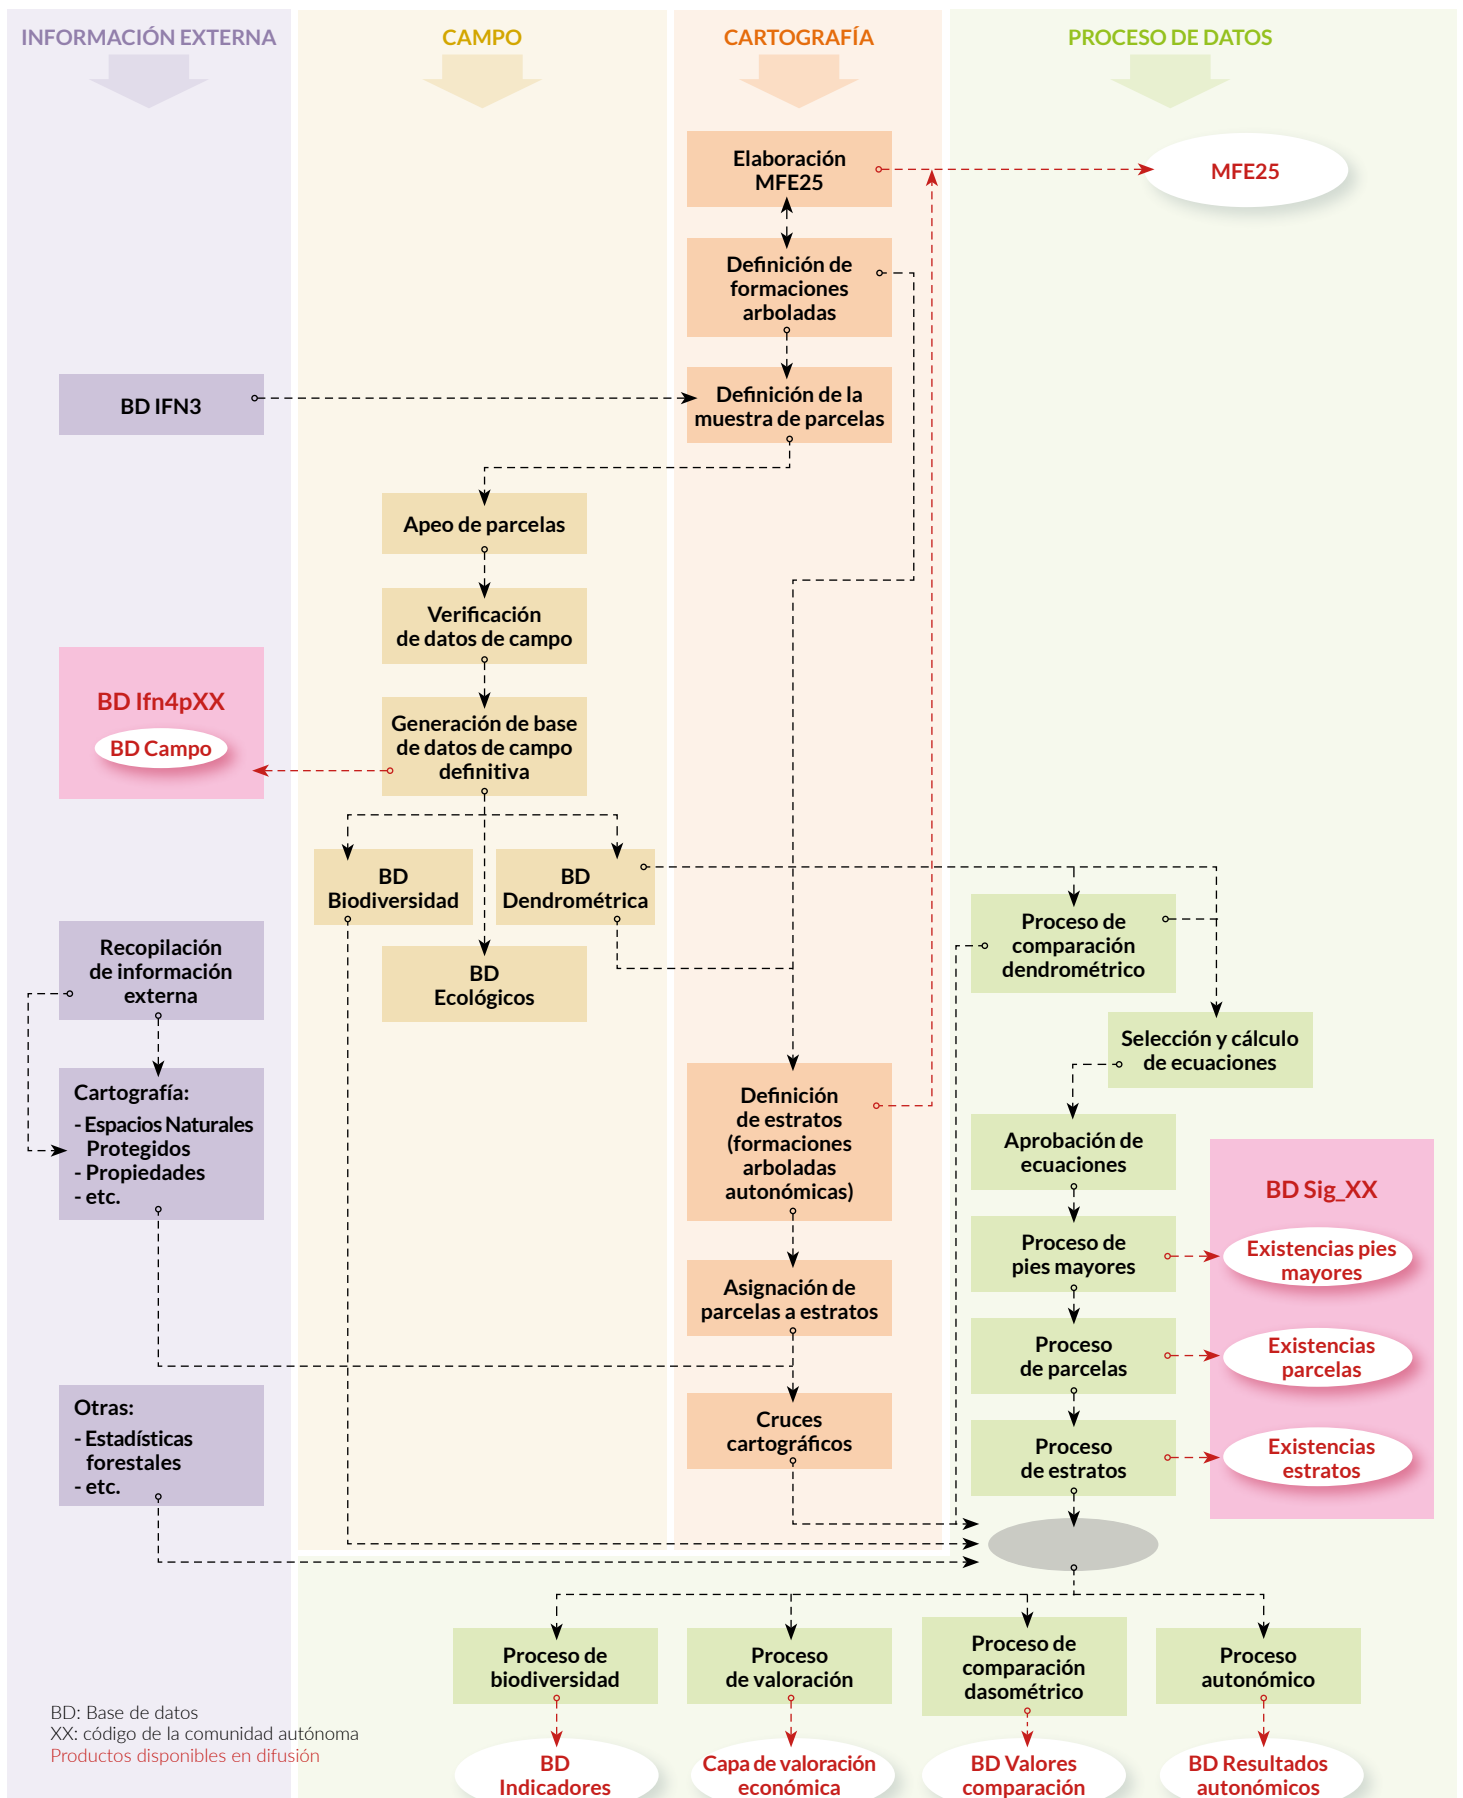 INFORMACIÓN EXTERNA
CAMPO
CARTOGRAFÍA
PROCESO DE DATOS
Elaboración
MFE25
MFE25
Definición de
formaciones
arboladas
BD IFN3
Definición de la
muestra de parcelas
Apeo de parcelas
Verificación
de datos de campo
BD Ifn4pXX
BD Campo
Generación de base
de datos de campo
definitiva
BD
Biodiversidad
BD
Dendrométrica
BD
Ecológicos
Proceso de
comparación
dendrométrico
Recopilación
de información
externa
Selección y cálculo
de ecuaciones
Cartografía:
- Espacios Naturales
Protegidos
- Propiedades
- etc.
Definición
de estratos
(formaciones
arboladas
autonómicas)
Aprobación de
ecuaciones
BD Sig_XX
Proceso de
pies mayores
Existencias pies
mayores
Asignación de
parcelas a estratos
Proceso
de parcelas
Existencias
parcelas
Otras:
- Estadísticas
forestales
- etc.
Cruces
cartográficos
Proceso
de estratos
Existencias
estratos
Proceso de
biodiversidad
Proceso
de valoración
Proceso de
comparación
dasométrico
Proceso
autonómico
BD: Base de datos
XX: código de la comunidad autónoma
Productos disponibles en difusión
BD
Indicadores
Capa de valoración
económica
BD Valores
comparación
BD Resultados
autonómicos